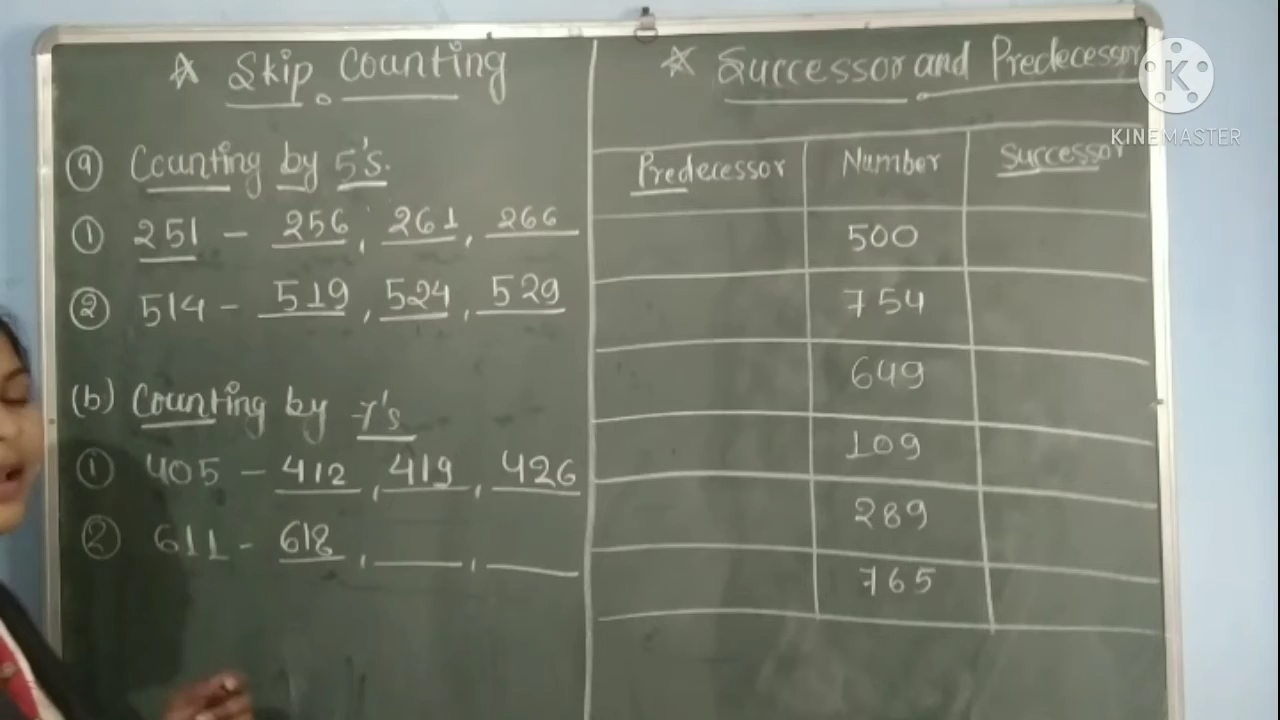 ☆ Skip Counting
(a) Counting by 5's.
① 251 - 256, 261, 266
② 514 - 519, 524, 529
(b) Counting by 7's
① 405 - 412, 419, 426
② 611 - 618, ___, ___
☆ Successor and Predecessor
Predecessor Number Successor
500
754
649
109
289
765
K
KINEMASTER